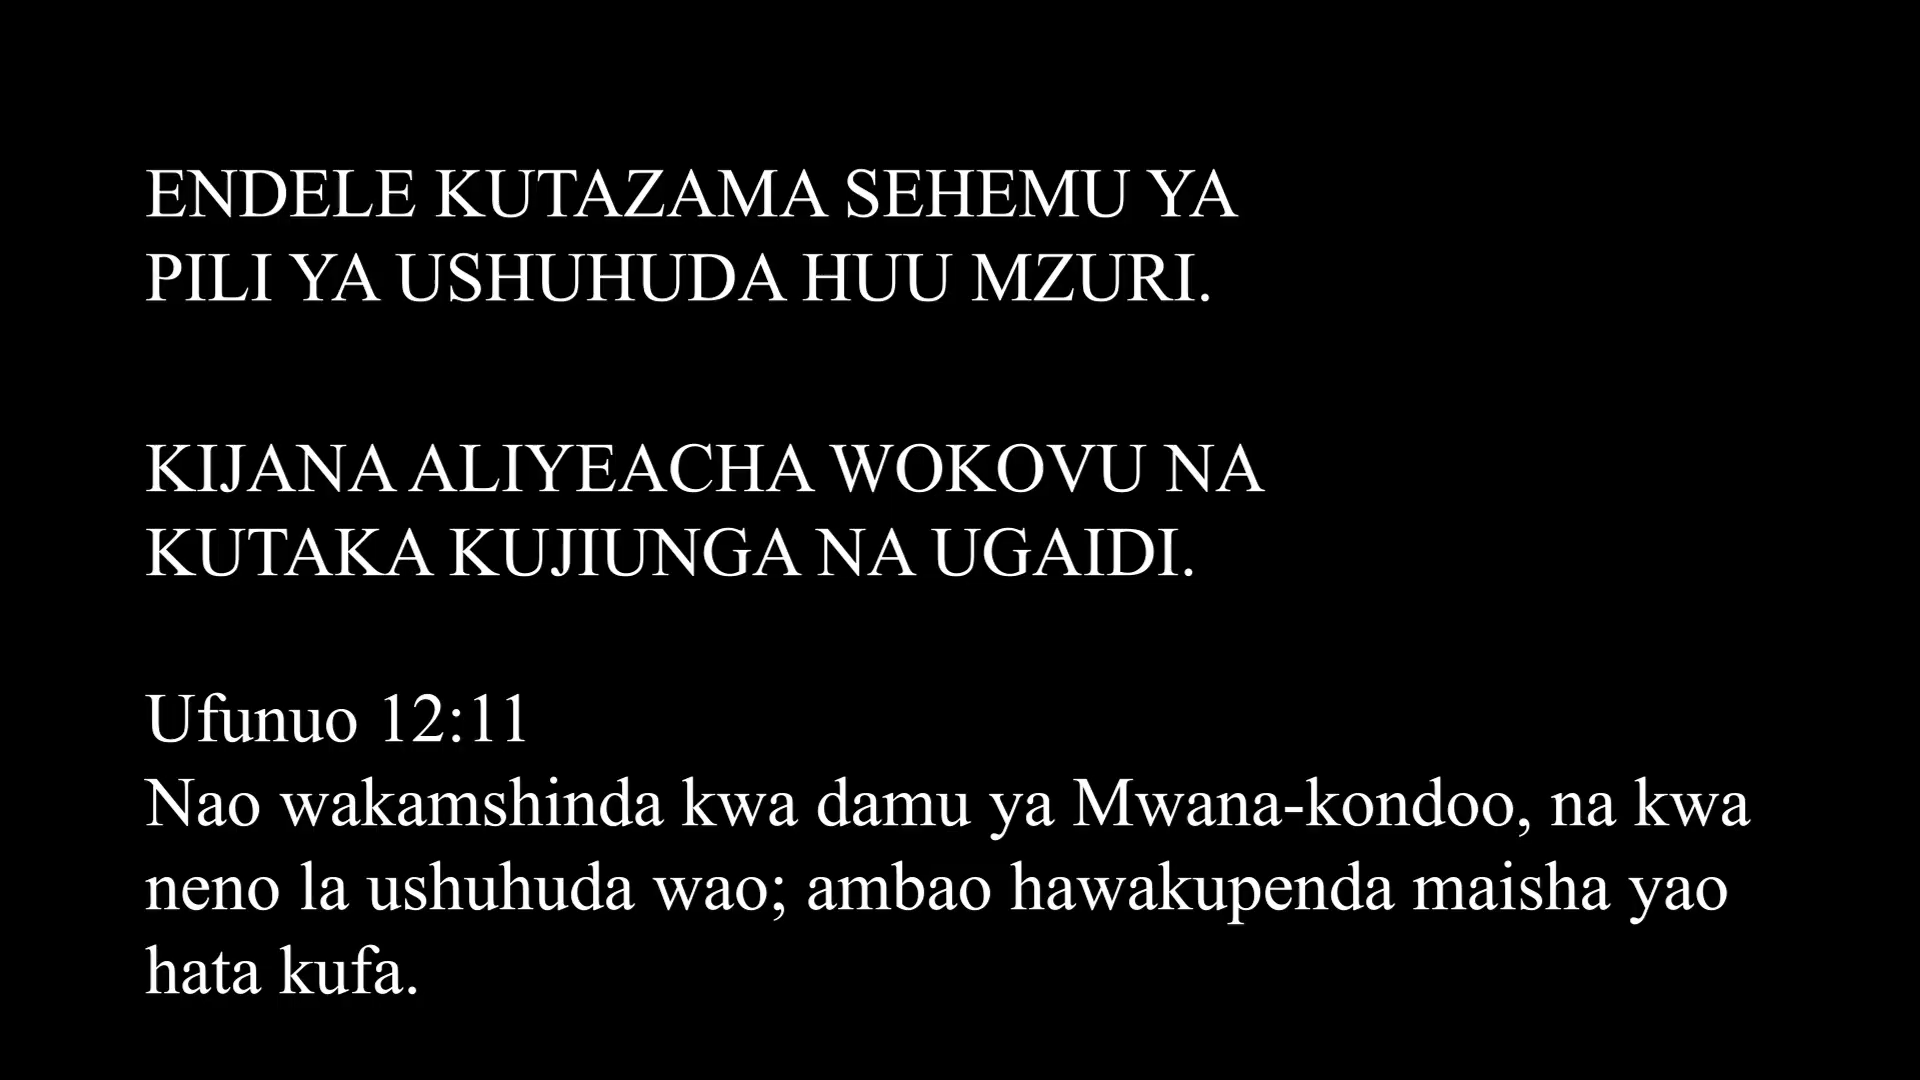 ENDELE KUTAZAMA SEHEMU YA
PILI YA USHUHUDA HUU MZURI.
KIJANA ALIYEACHA WOKOVU NA
KUTAKA KUJIUNGA NA UGAIDI.
Ufunuo 12:11
Nao wakamshinda kwa damu ya Mwana-kondoo, na kwa
neno la ushuhuda wao; ambao hawakupenda maisha yao
hata kufa.